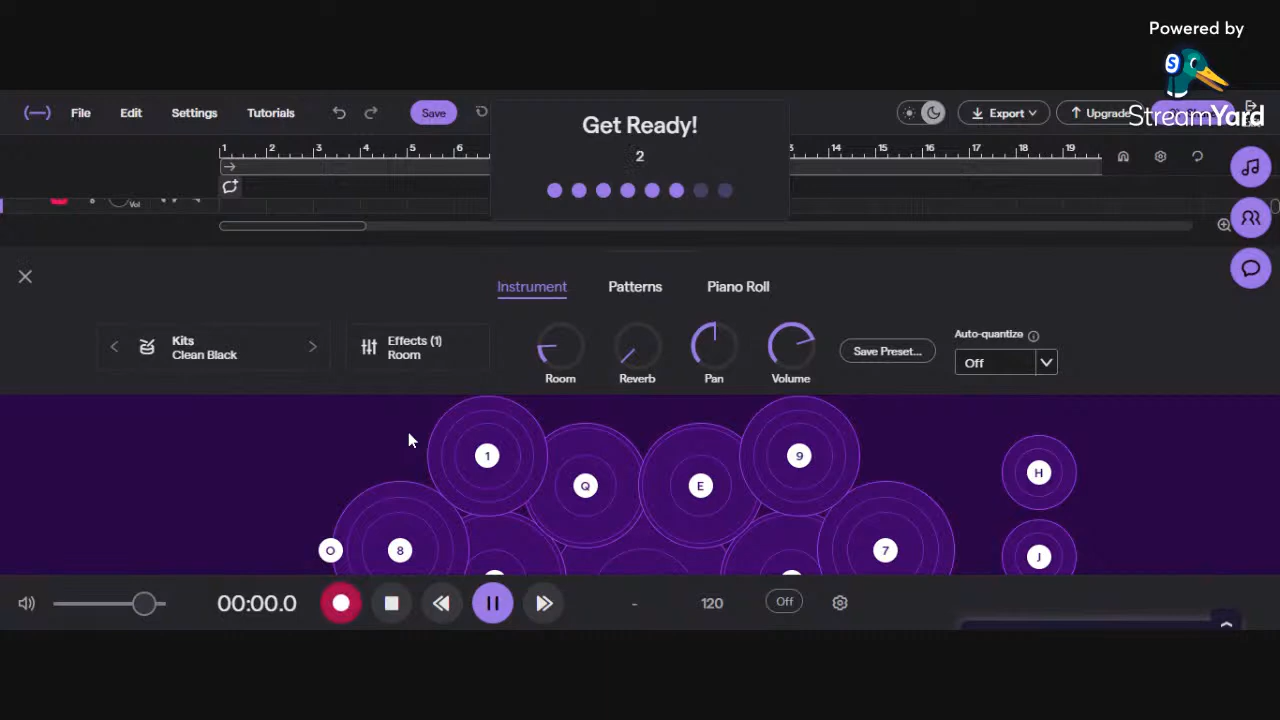 Powered by
StreamYard
File
Edit
Settings
Tutorials
Save
Get Ready!
2
Export
Upgrade
1
2
3
4
5
6
14
15
16
17
18
19
Vol
Instrument
Patterns
Piano Roll
Kits
Clean Black
Effects (1)
Room
Room
Reverb
Pan
Volume
Save Preset...
Auto-quantize
Off
1
9
Q
E
H
O
8
7
J
00:00.0
-
120
Off